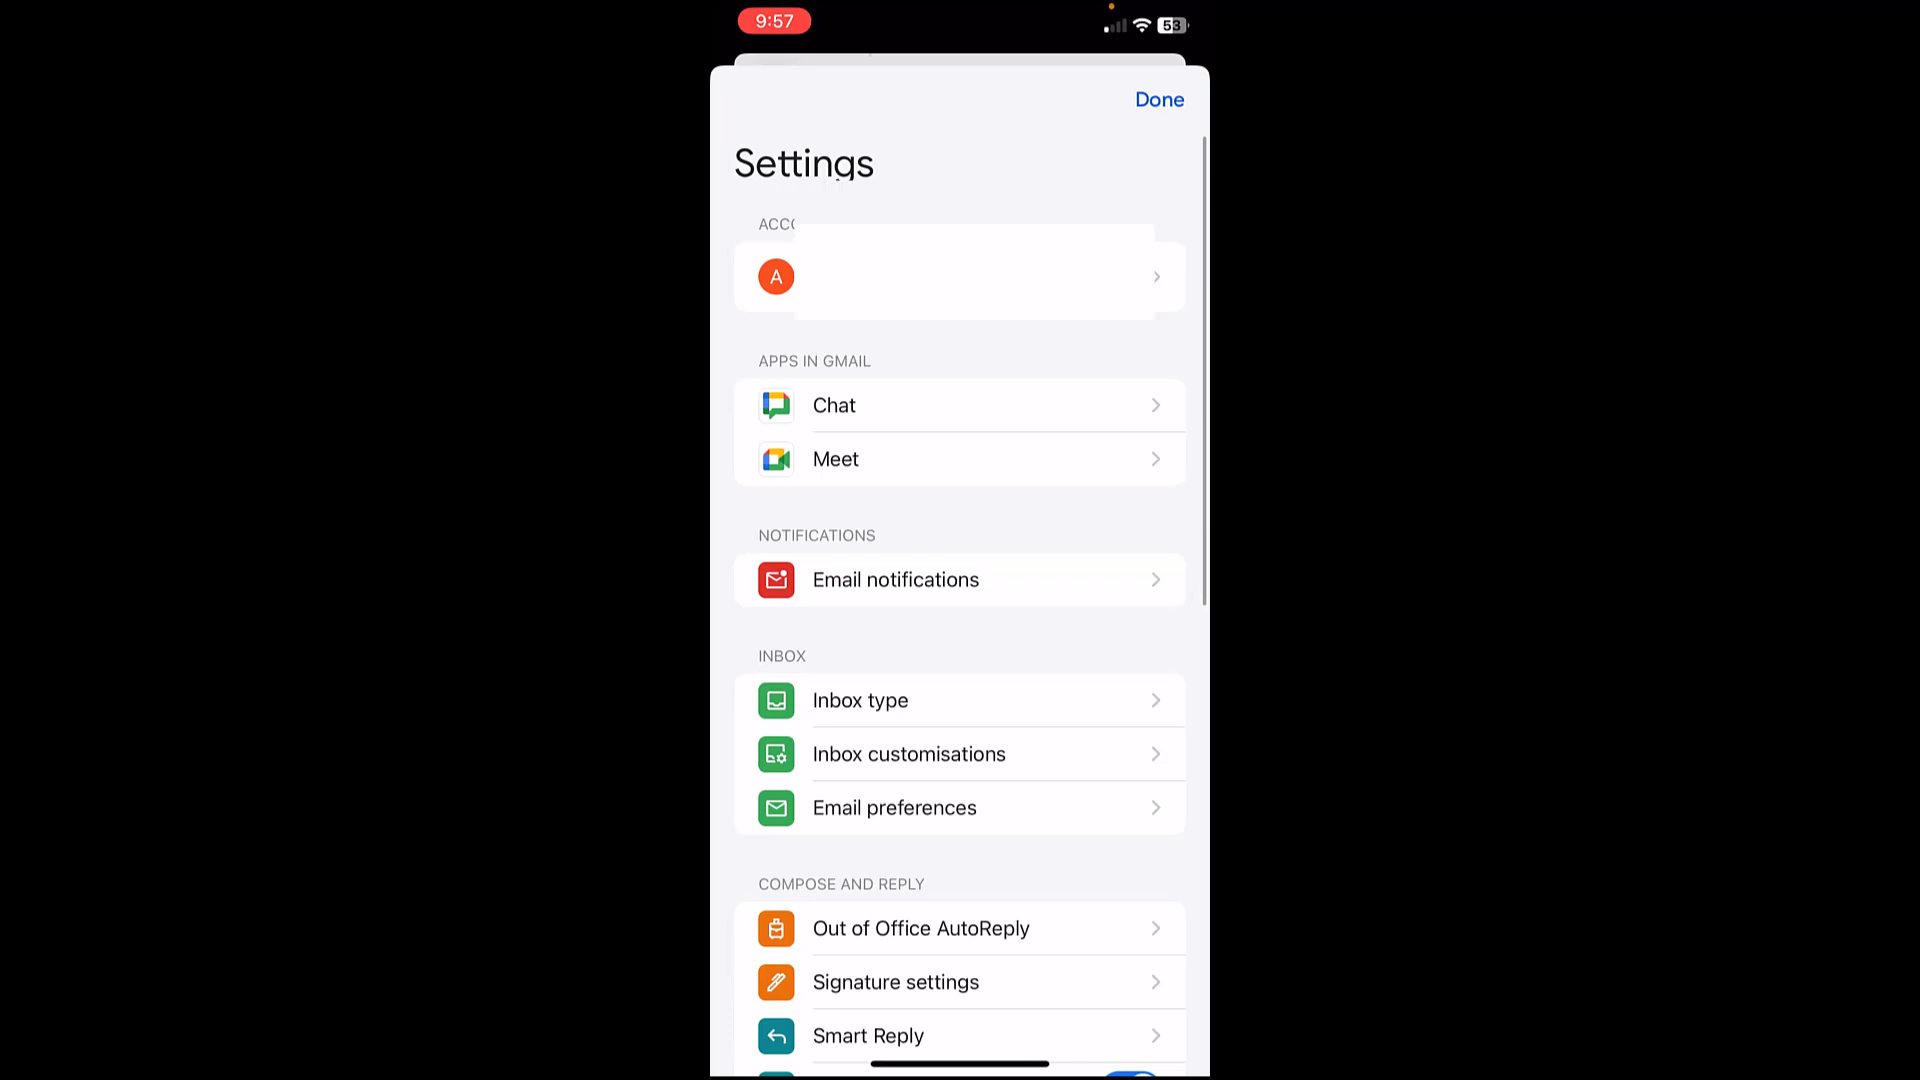 9:57
53
Done
Settings
ACCO
A
APPS IN GMAIL
Chat
Meet
NOTIFICATIONS
Email notifications
INBOX
Inbox type
Inbox customisations
Email preferences
COMPOSE AND REPLY
Out of Office AutoReply
Signature settings
Smart Reply